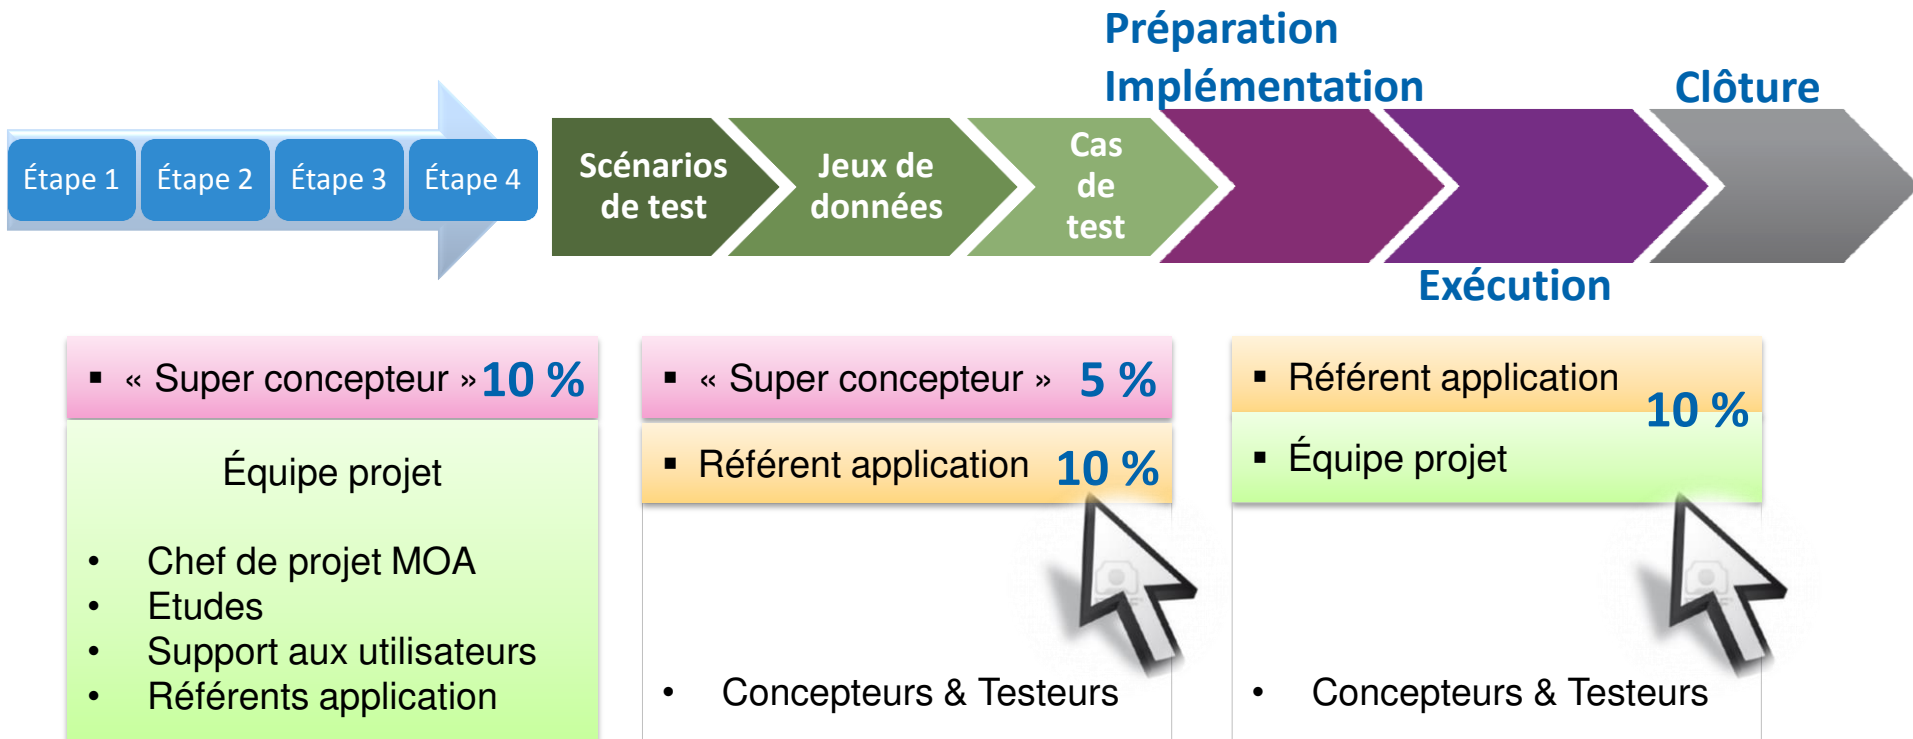 Préparation
Implémentation
Clôture
Étape 1
Étape 2
Étape 3
Étape 4
Scénarios
de test
Jeux de
données
Cas
de
test
Exécution
▪ « Super concepteur » 10 %
Équipe projet
• Chef de projet MOA
• Etudes
• Support aux utilisateurs
• Référents application
▪ « Super concepteur » 5 %
▪ Référent application 10 %
• Concepteurs & Testeurs
▪ Référent application
10 %
▪ Équipe projet
• Concepteurs & Testeurs